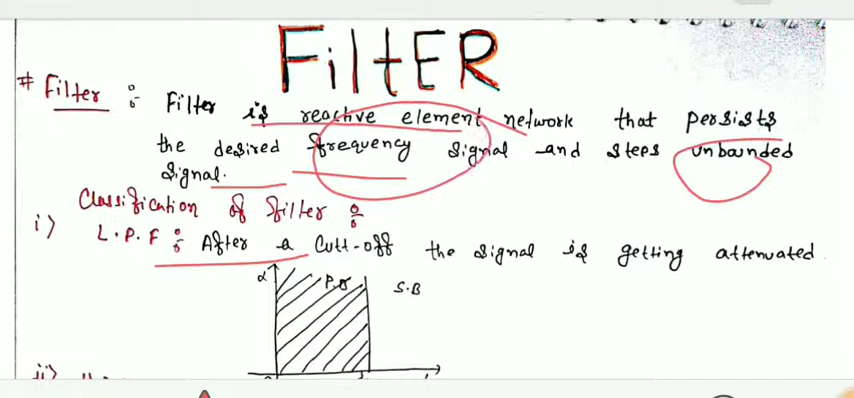 FiltER
# Filter : Filter is reactive element network that persists
the desired frequency signal and steps unbounded
signal.
Classification of filter :
i) L.P.F : After a Cutt-off the signal is getting attenuated.
α P.B S.B
ii)